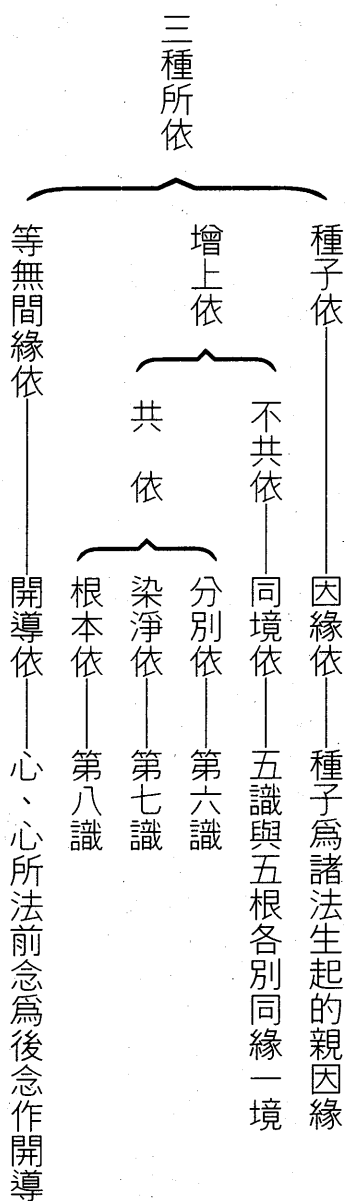 三種所依
種子依——因緣依——種子爲諸法生起的親因緣
增上依
不共依——同境依——五識與五根各別同緣一境
共依
分別依——第六識
染淨依——第七識
根本依——第八識
等無間緣依——開導依——心、心所法前念爲後念作開導